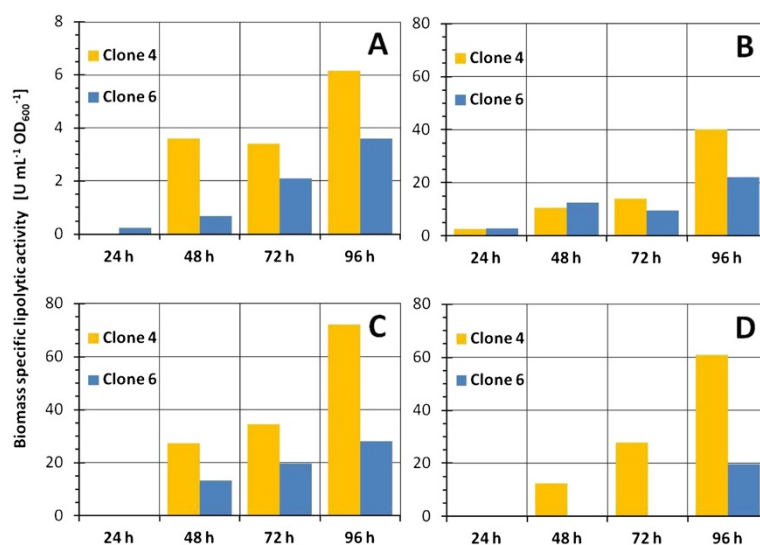 Biomass specific lipolytic activity [U mL⁻¹ OD₆₀₀⁻¹]
A
Clone 4
Clone 6
8
6
4
2
0
24 h 48 h 72 h 96 h
B
Clone 4
Clone 6
80
60
40
20
0
24 h 48 h 72 h 96 h
C
Clone 4
Clone 6
80
60
40
20
0
24 h 48 h 72 h 96 h
D
Clone 4
Clone 6
80
60
40
20
0
24 h 48 h 72 h 96 h